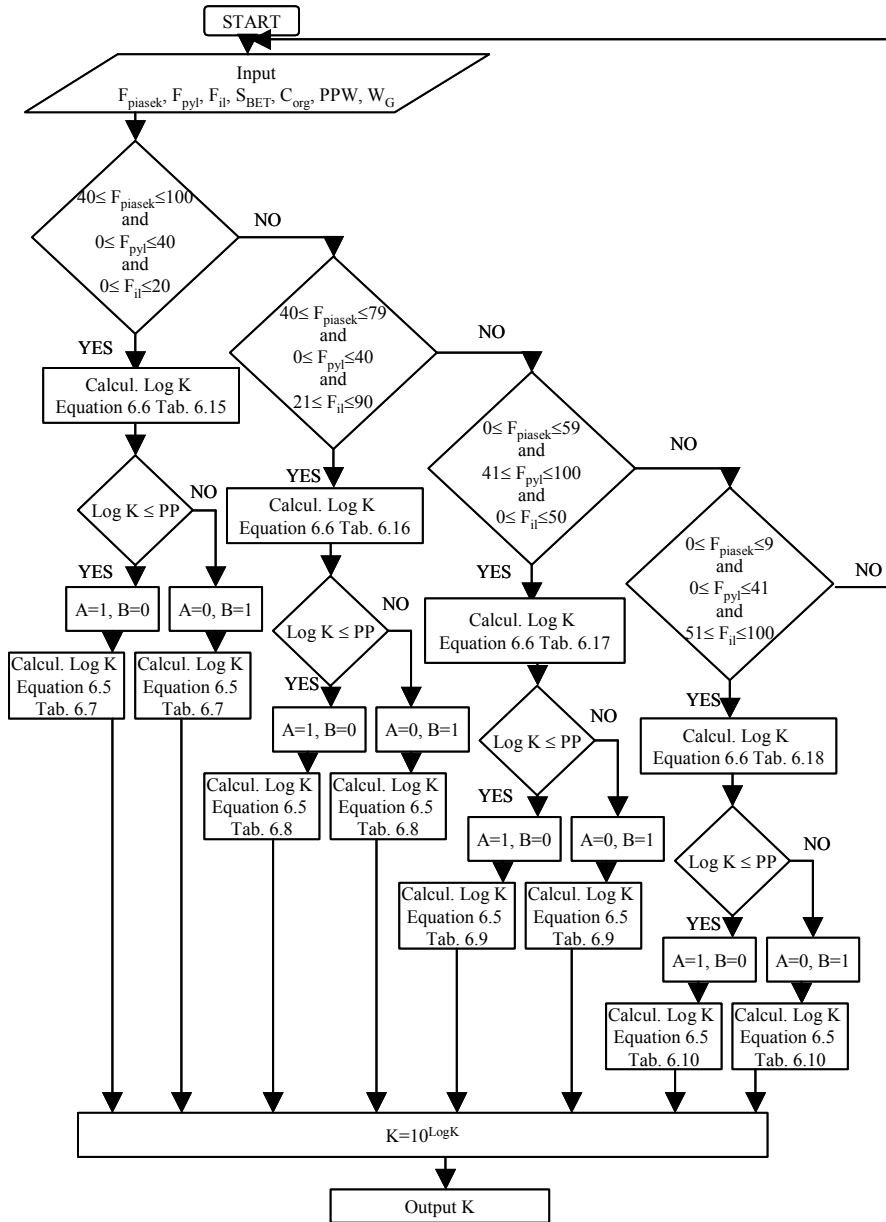 START
Input
F_piasek, F_pyl, F_il, S_BET, C_org, PPW, W_G
40≤ F_piasek≤100
and
0≤ F_pyl≤40
and
0≤ F_il≤20
NO
YES
Calcul. Log K
Equation 6.6 Tab. 6.15
Log K ≤ PP
NO
YES
A=1, B=0
A=0, B=1
Calcul. Log K
Equation 6.5
Tab. 6.7
Calcul. Log K
Equation 6.5
Tab. 6.7
40≤ F_piasek≤79
and
0≤ F_pyl≤40
and
21≤ F_il≤90
NO
YES
Calcul. Log K
Equation 6.6 Tab. 6.16
Log K ≤ PP
NO
YES
A=1, B=0
A=0, B=1
Calcul. Log K
Equation 6.5
Tab. 6.8
Calcul. Log K
Equation 6.5
Tab. 6.8
0≤ F_piasek≤59
and
41≤ F_pyl≤100
and
0≤ F_il≤50
NO
YES
Calcul. Log K
Equation 6.6 Tab. 6.17
Log K ≤ PP
NO
YES
A=1, B=0
A=0, B=1
Calcul. Log K
Equation 6.5
Tab. 6.9
Calcul. Log K
Equation 6.5
Tab. 6.9
0≤ F_piasek≤9
and
0≤ F_pyl≤41
and
51≤ F_il≤100
NO
YES
Calcul. Log K
Equation 6.6 Tab. 6.18
Log K ≤ PP
NO
YES
A=1, B=0
A=0, B=1
Calcul. Log K
Equation 6.5
Tab. 6.10
Calcul. Log K
Equation 6.5
Tab. 6.10
K=10^LogK
Output K